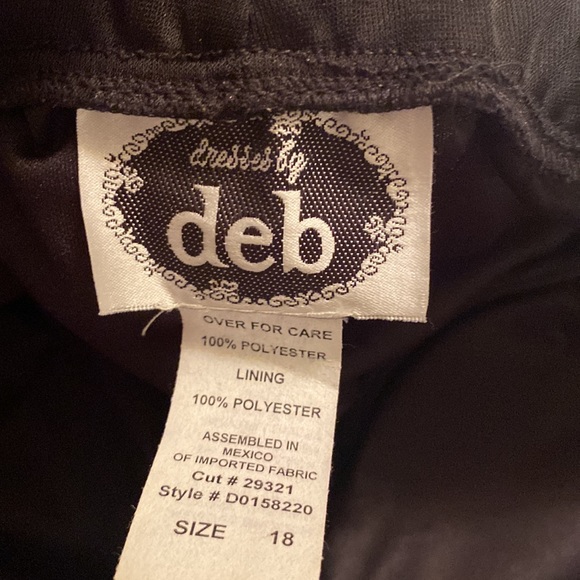 dresses by
deb
OVER FOR CARE
100% POLYESTER
LINING
100% POLYESTER
ASSEMBLED IN
MEXICO
OF IMPORTED FABRIC
Cut # 29321
Style # D0158220
SIZE 18